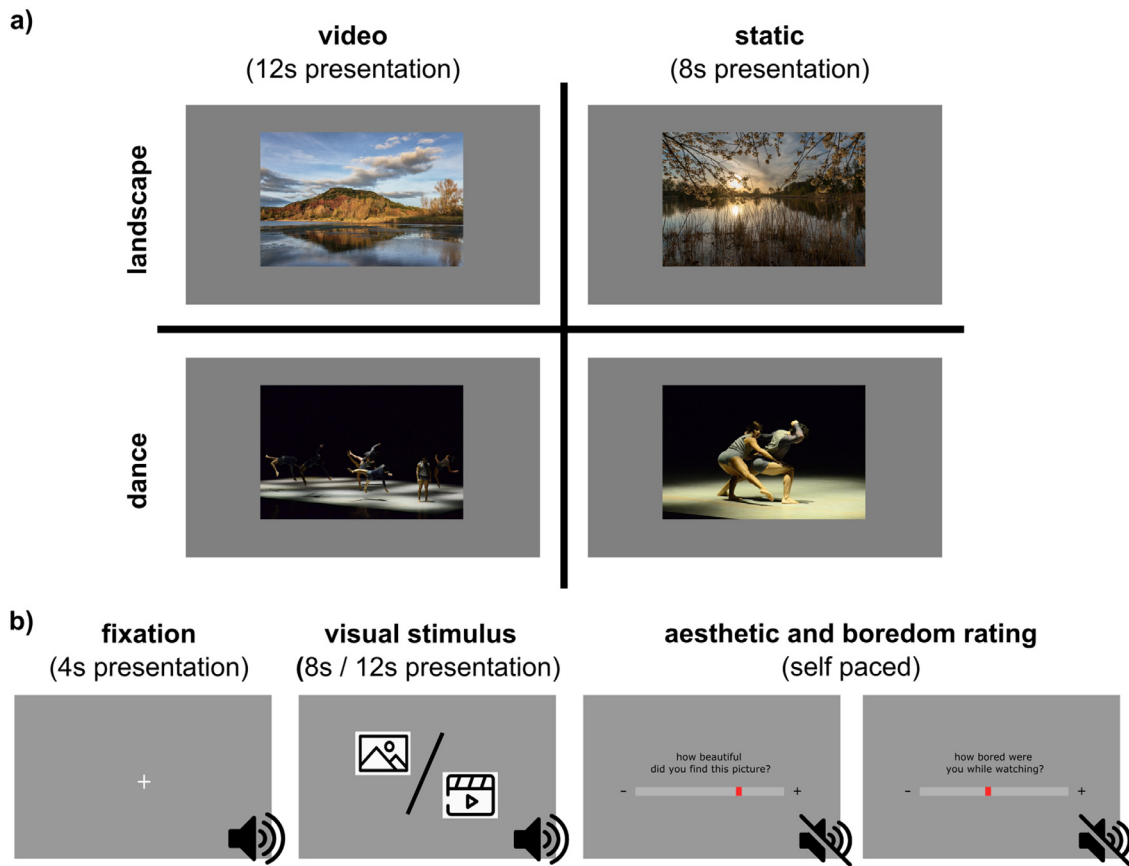 a)
video
(12s presentation)
static
(8s presentation)
landscape
dance
b)
fixation
(4s presentation)
visual stimulus
(8s / 12s presentation)
aesthetic and boredom rating
(self paced)
how beautiful
did you find this picture?
- +
how bored were
you while watching?
- +